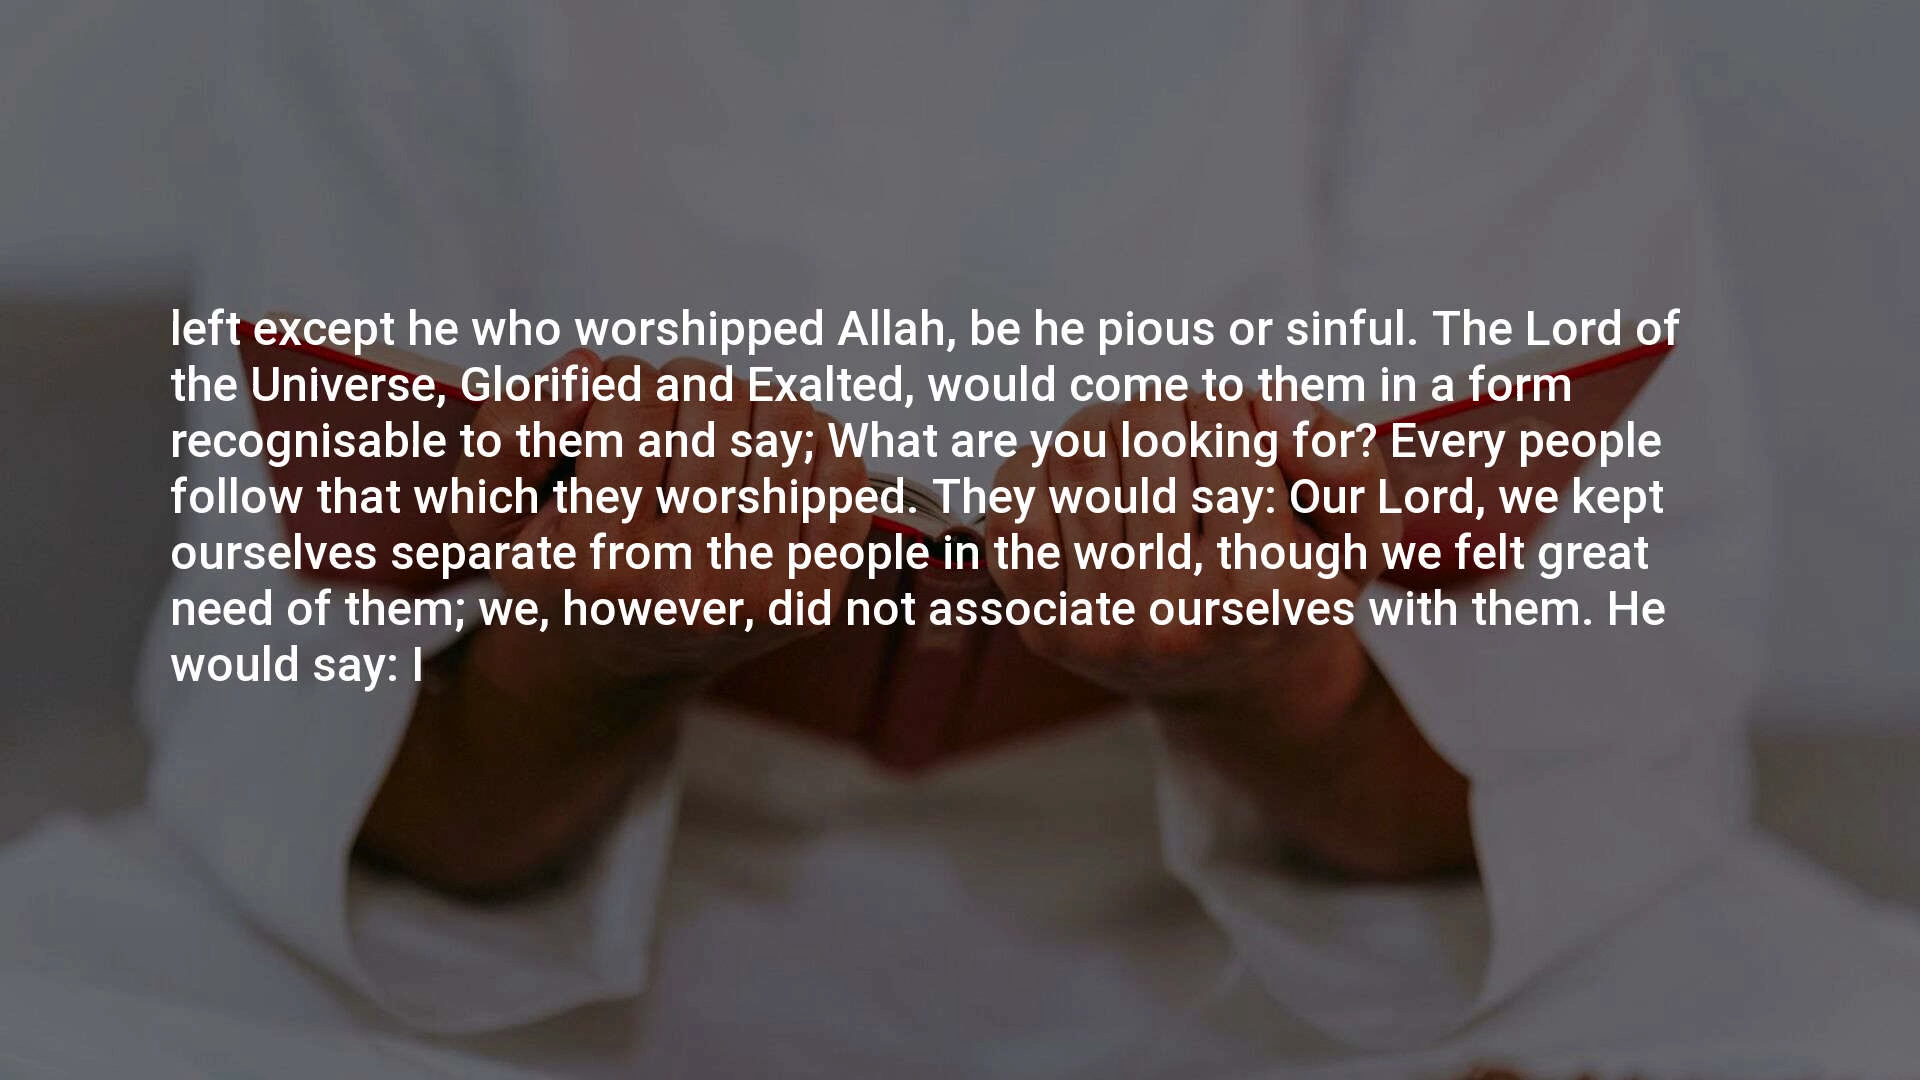 left except he who worshipped Allah, be he pious or sinful. The Lord of
the Universe, Glorified and Exalted, would come to them in a form
recognisable to them and say; What are you looking for? Every people
follow that which they worshipped. They would say: Our Lord, we kept
ourselves separate from the people in the world, though we felt great
need of them; we, however, did not associate ourselves with them. He
would say: I